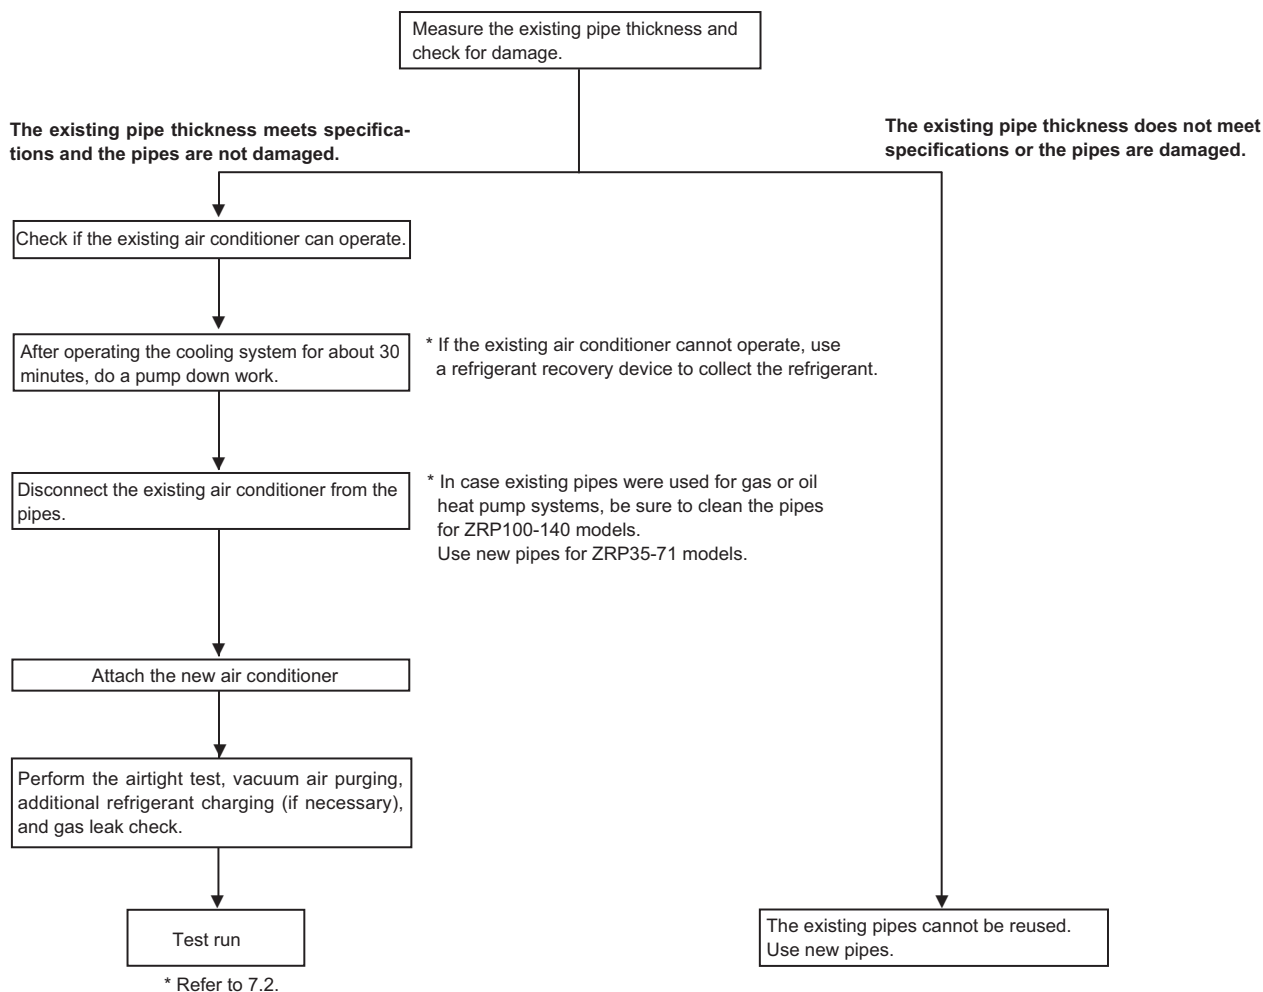 Measure the existing pipe thickness and
check for damage.
The existing pipe thickness meets specifica-
tions and the pipes are not damaged.
The existing pipe thickness does not meet
specifications or the pipes are damaged.
Check if the existing air conditioner can operate.
After operating the cooling system for about 30
minutes, do a pump down work.
* If the existing air conditioner cannot operate, use
a refrigerant recovery device to collect the refrigerant.
Disconnect the existing air conditioner from the
pipes.
* In case existing pipes were used for gas or oil
heat pump systems, be sure to clean the pipes
for ZRP100-140 models.
Use new pipes for ZRP35-71 models.
Attach the new air conditioner
Perform the airtight test, vacuum air purging,
additional refrigerant charging (if necessary),
and gas leak check.
Test run
* Refer to 7.2.
The existing pipes cannot be reused.
Use new pipes.